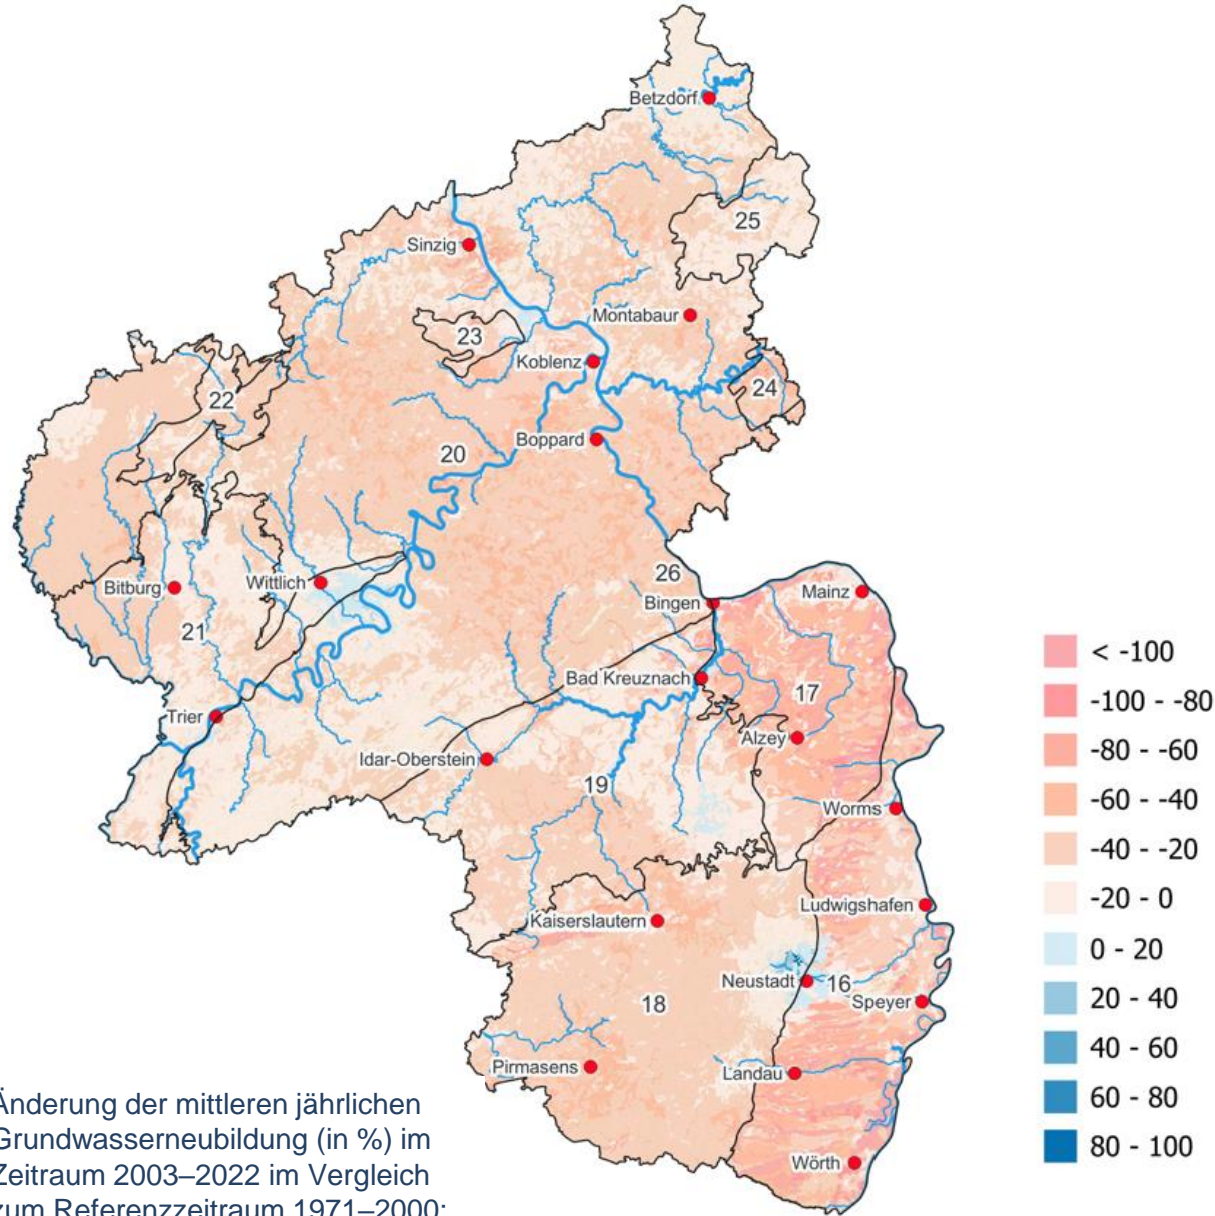 Betzdorf
25
Sinzig
Montabaur
23
Koblenz
24
22
Boppard
20
26
Bitburg
Wittlich
Bingen
Mainz
21
Bad Kreuznach
17
Trier
Alzey
Idar-Oberstein
19
Worms
Ludwigshafen
Kaiserslautern
Neustadt
16
Speyer
18
Pirmasens
Landau
Wörth
< -100
-100 - -80
-80 - -60
-60 - -40
-40 - -20
-20 - 0
0 - 20
20 - 40
40 - 60
60 - 80
80 - 100
Änderung der mittleren jährlichen
Grundwasserneubildung (in %) im
Zeitraum 2003–2022 im Vergleich
zum Referenzzeitraum 1971–2000: